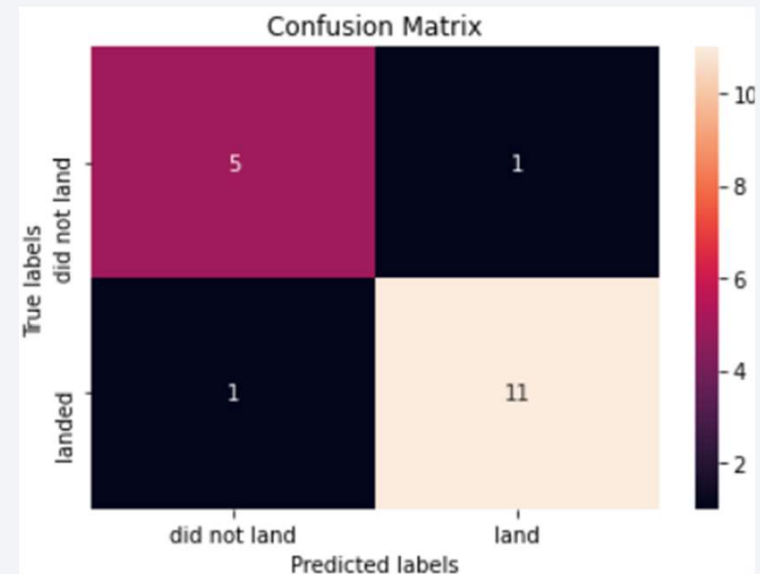 Confusion Matrix
True labels
did not land
landed
5
1
1
11
did not land
land
Predicted labels
10
8
6
4
2